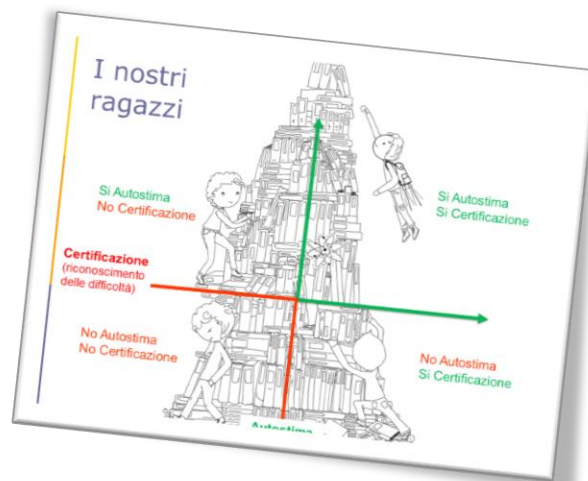 I nostri
ragazzi
Si Autostima
No Certificazione
Si Autostima
Si Certificazione
Certificazione
(riconoscimento
delle difficoltà)
No Autostima
No Certificazione
No Autostima
Si Certificazione
Autostima